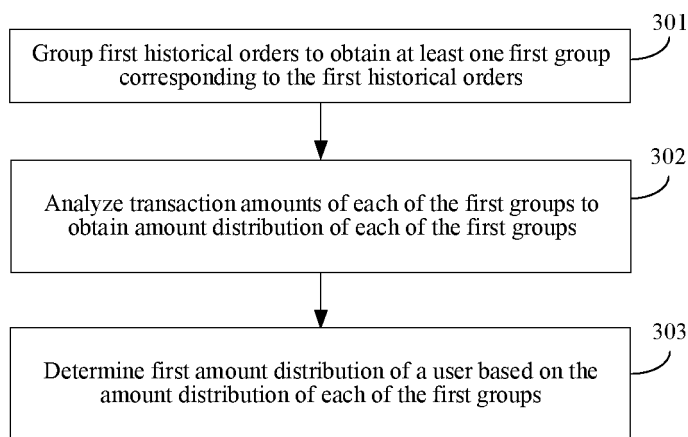 301
Group first historical orders to obtain at least one first group
corresponding to the first historical orders
302
Analyze transaction amounts of each of the first groups to
obtain amount distribution of each of the first groups
303
Determine first amount distribution of a user based on the
amount distribution of each of the first groups